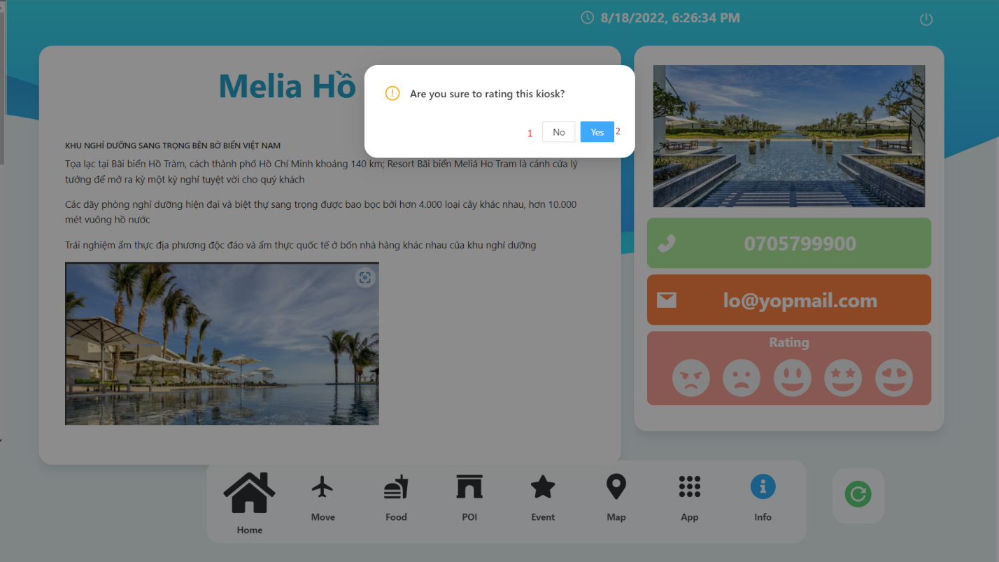 8/18/2022, 6:26:34 PM
Melia Hồ
Are you sure to rating this kiosk?
1 No Yes 2
KHU NGHỈ DƯỠNG SANG TRỌNG BÊN BỜ BIỂN VIỆT NAM
Tọa lạc tại Bãi biển Hồ Tràm, cách thành phố Hồ Chí Minh khoảng 140 km; Resort Bãi biển Meliá Ho Tram là cánh cửa lý
tưởng để mở ra kỳ một kỳ nghỉ tuyệt vời cho quý khách
Các dãy phòng nghỉ dưỡng hiện đại và biệt thự sang trọng được bao bọc bởi hơn 4.000 loại cây khác nhau, hơn 10.000
mét vuông hồ nước
Trải nghiệm ẩm thực địa phương độc đáo và ẩm thực quốc tế ở bốn nhà hàng khác nhau của khu nghỉ dưỡng
0705799900
lo@yopmail.com
Rating
Home
Move
Food
POI
Event
Map
App
Info